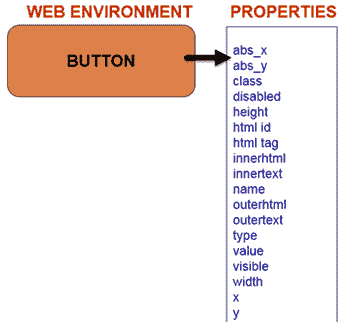 WEB ENVIRONMENT PROPERTIES
BUTTON
abs_x
abs_y
class
disabled
height
html id
html tag
innerhtml
innertext
name
outerhtml
outertext
type
value
visible
width
x
y